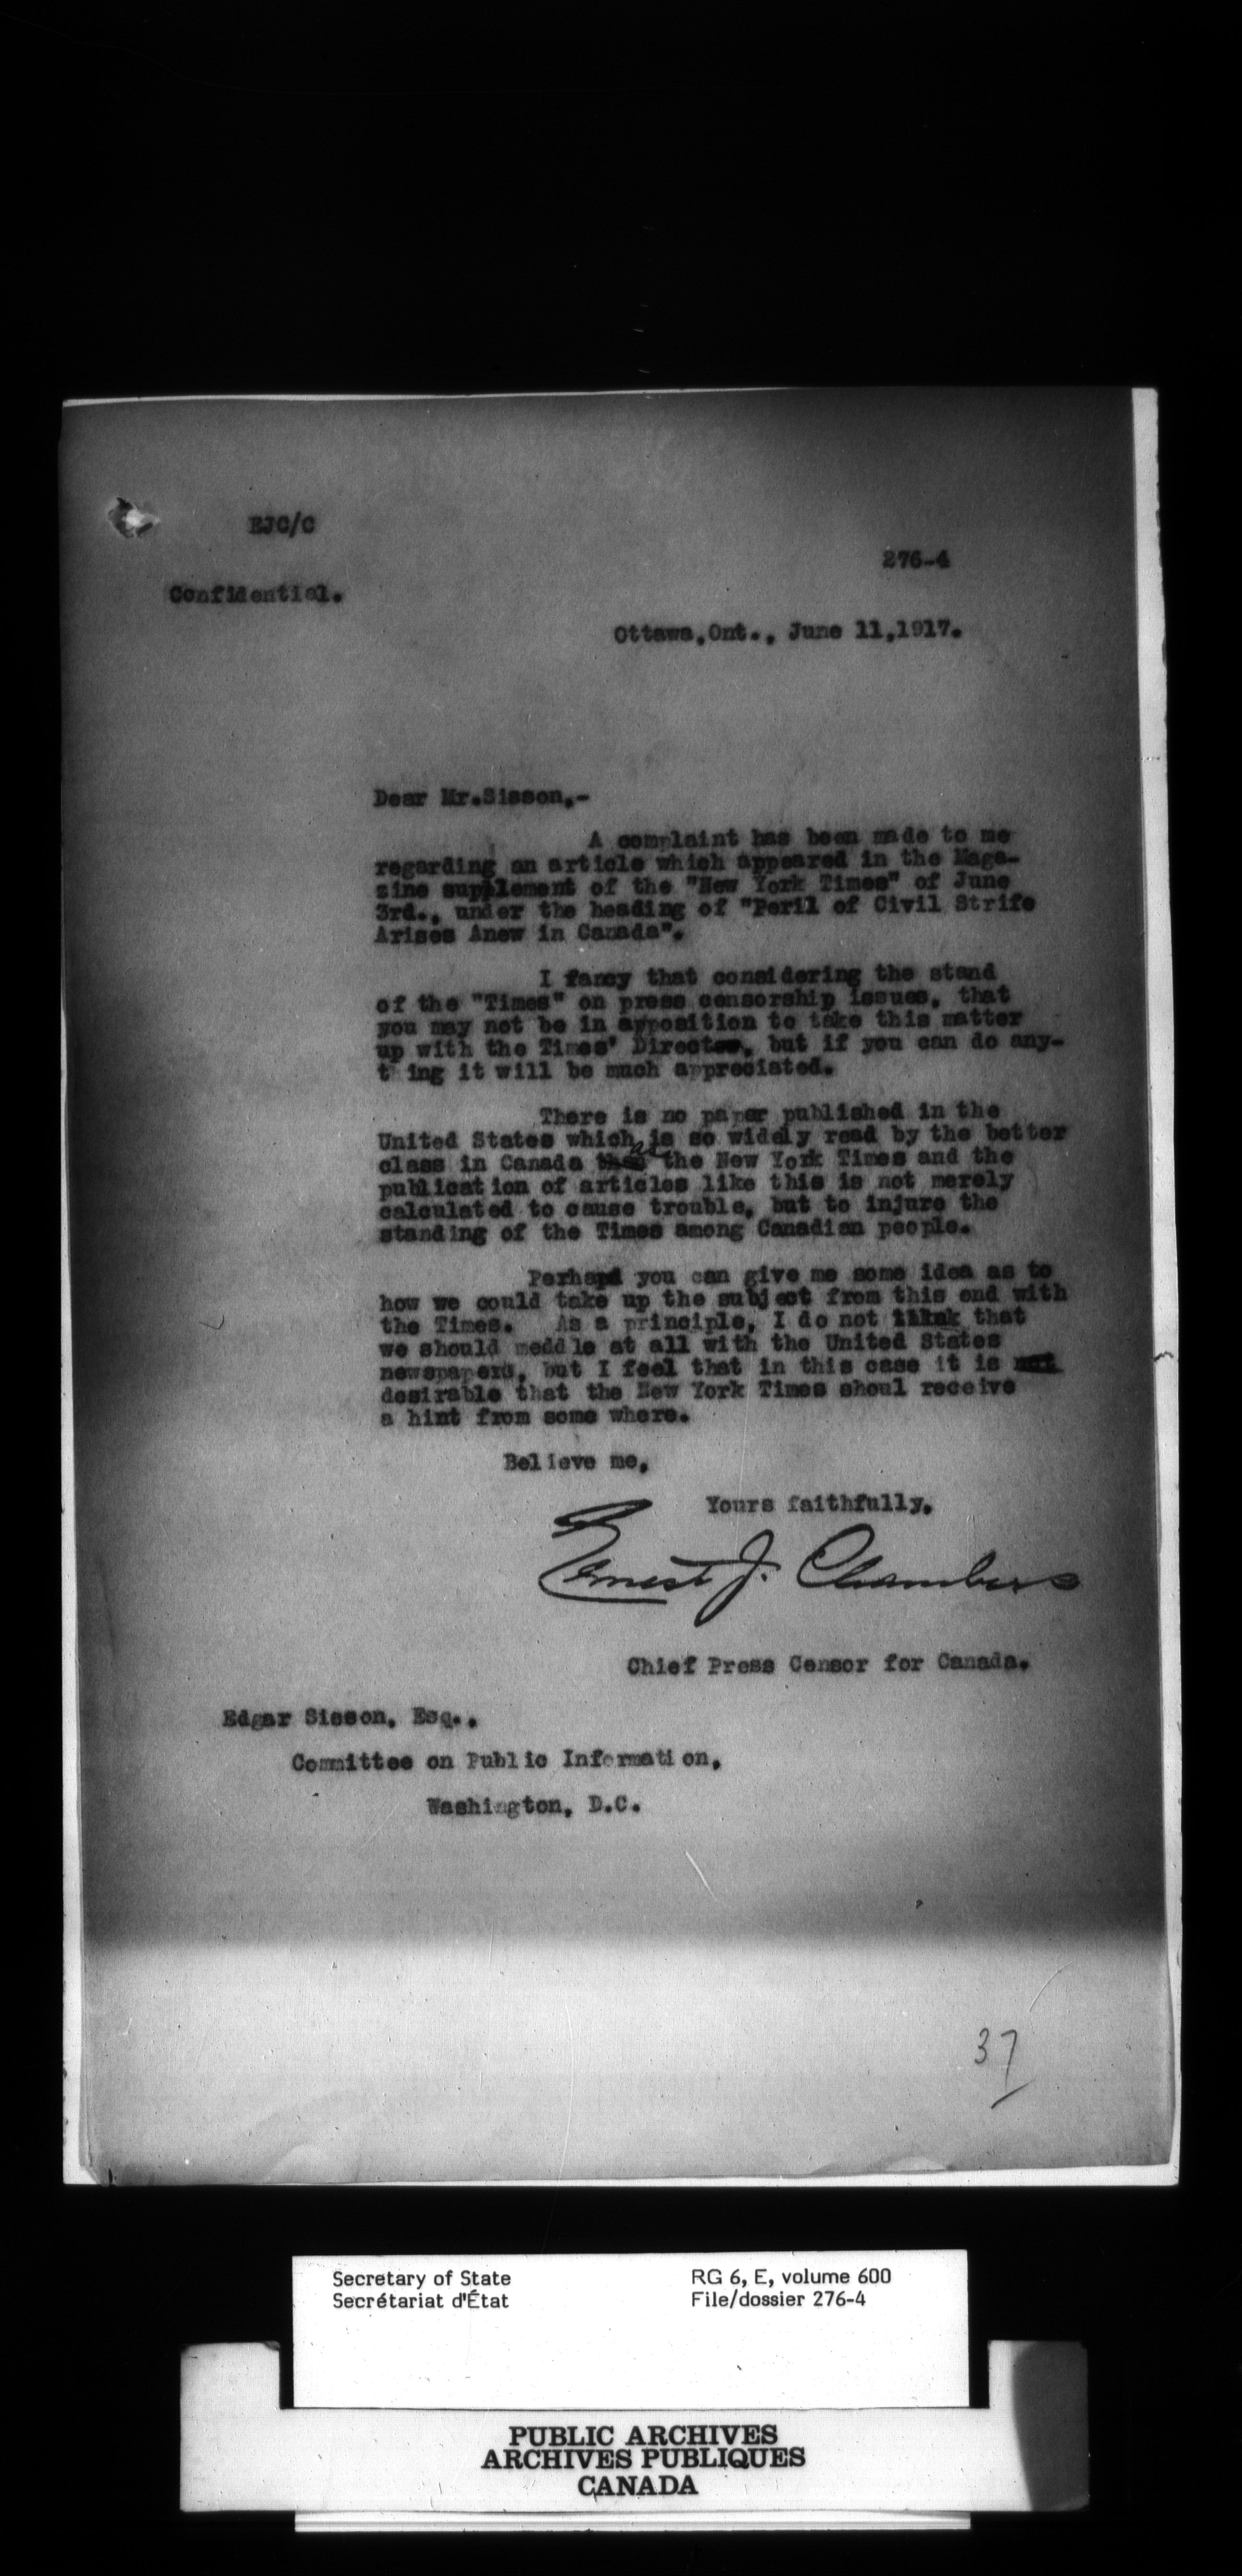 EJC/C
276-4
Confidential.
Ottawa,Ont., June 11,1917.
Dear Mr.Sisson,-
A complaint has been made to me
regarding an article which appeared in the Maga-
zine supplement of the "New York Times" of June
3rd., under the heading of "Peril of Civil Strife
Arises Anew in Canada".
I fancy that considering the stand
of the "Times" on press censorship issues, that
you may not be in aposition to take this matter
up with the Times' , but if you can do any-
t ing it will be much appreciated.
There is no paper published in the
United States which is so widely read by the better
class in Canada as the New York Times and the
publication of articles like this is not merely
calculated to cause trouble, but to injure the
standing of the Times among Canadian people.
Perhaps you can give me some idea as to
how we could take up the subject from this end with
the Times. As a principle, I do not think that
we should meddle at all with the United States
newspapers, but I feel that in this case it is
desirable that the New York Times shoul receive
a hint from some where.
Believe me,
Yours faithfully,
Ernest J. Chambers
Chief Press Censor for Canada.
Edgar Sisson, Esq.,
Committee on Public Information,
Washington, D.C.
37
Secretary of State
Secrétariat d'État
RG 6, E, volume 600
File/dossier 276-4
PUBLIC ARCHIVES
ARCHIVES PUBLIQUES
CANADA